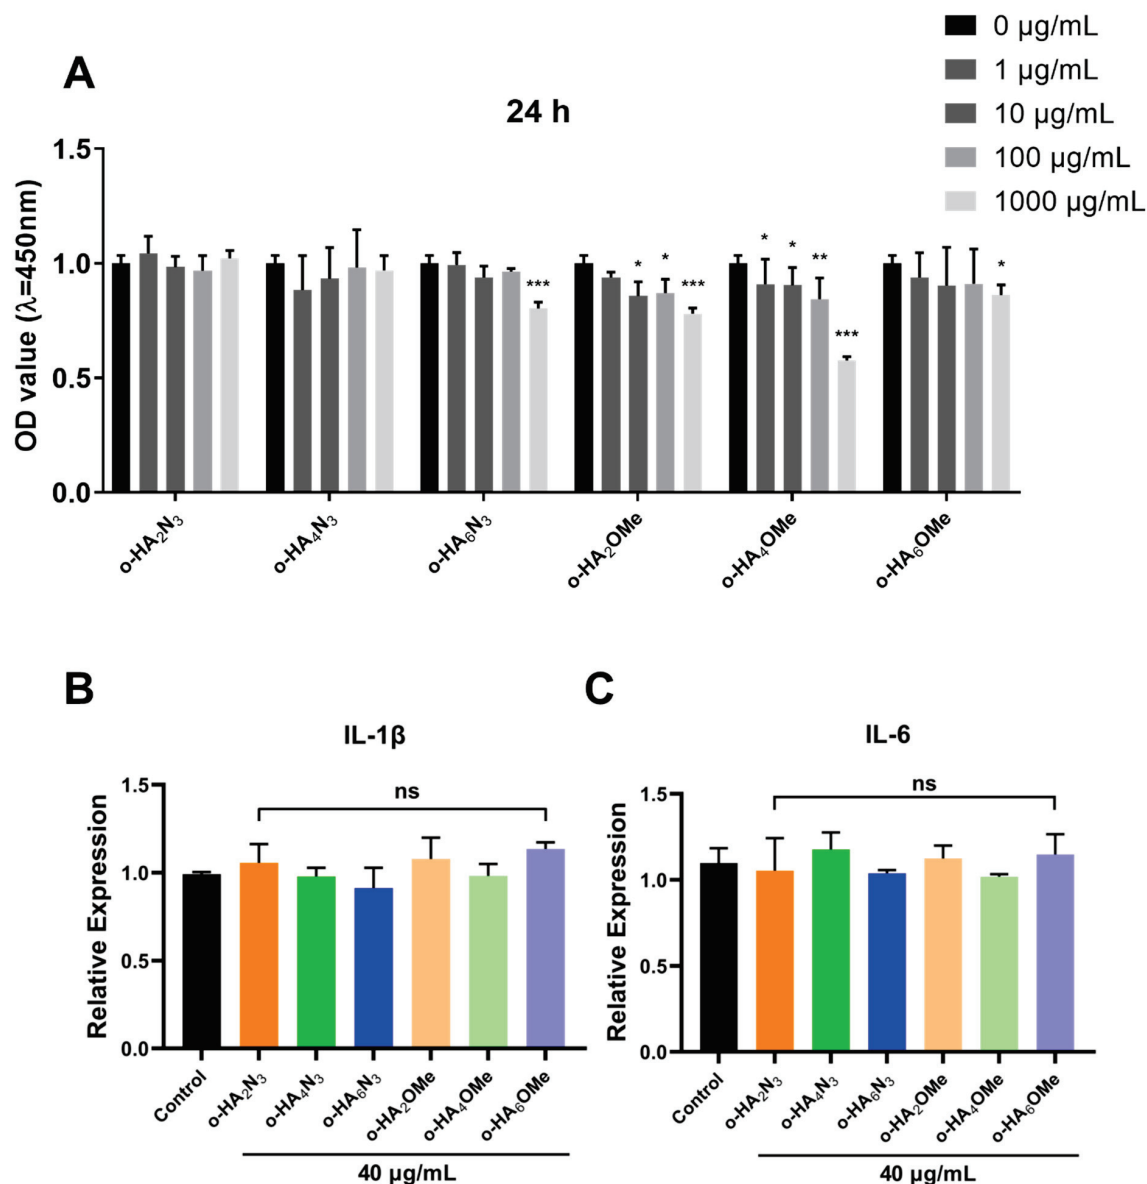 0 µg/mL
1 µg/mL
10 µg/mL
100 µg/mL
1000 µg/mL
A
24 h
OD value (λ=450nm)
1.5
1.0
0.5
0.0
*** * * *** * * ** *** *
o-HA₂N₃ o-HA₄N₃ o-HA₆N₃ o-HA₂OMe o-HA₄OMe o-HA₆OMe
B
IL-1β
Relative Expression
1.5
1.0
0.5
0.0
ns
Control o-HA₂N₃ o-HA₄N₃ o-HA₆N₃ o-HA₂OMe o-HA₄OMe o-HA₆OMe
40 µg/mL
C
IL-6
Relative Expression
1.5
1.0
0.5
0.0
ns
Control o-HA₂N₃ o-HA₄N₃ o-HA₆N₃ o-HA₂OMe o-HA₄OMe o-HA₆OMe
40 µg/mL